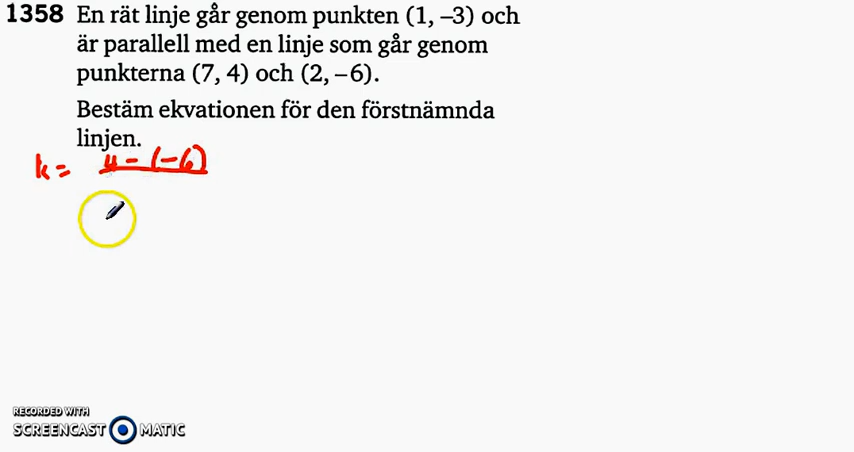 1358 En rät linje går genom punkten (1, –3) och
är parallell med en linje som går genom
punkterna (7, 4) och (2, –6).
Bestäm ekvationen för den förstnämnda
linjen.
k = 4 - (-6)
RECORDED WITH
SCREENCAST MATIC